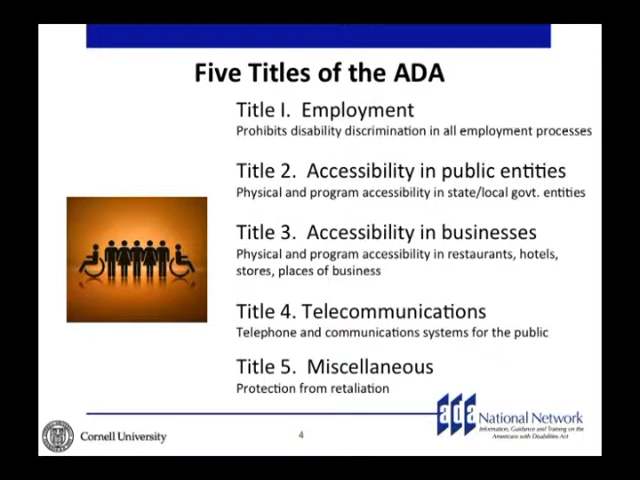 Five Titles of the ADA
Title I. Employment
Prohibits disability discrimination in all employment processes
Title 2. Accessibility in public entities
Physical and program accessibility in state/local govt. entities
Title 3. Accessibility in businesses
Physical and program accessibility in restaurants, hotels,
stores, places of business
Title 4. Telecommunications
Telephone and communications systems for the public
Title 5. Miscellaneous
Protection from retaliation
Cornell University
4
ada National Network
Information, Guidance and Training on the
Americans with Disabilities Act